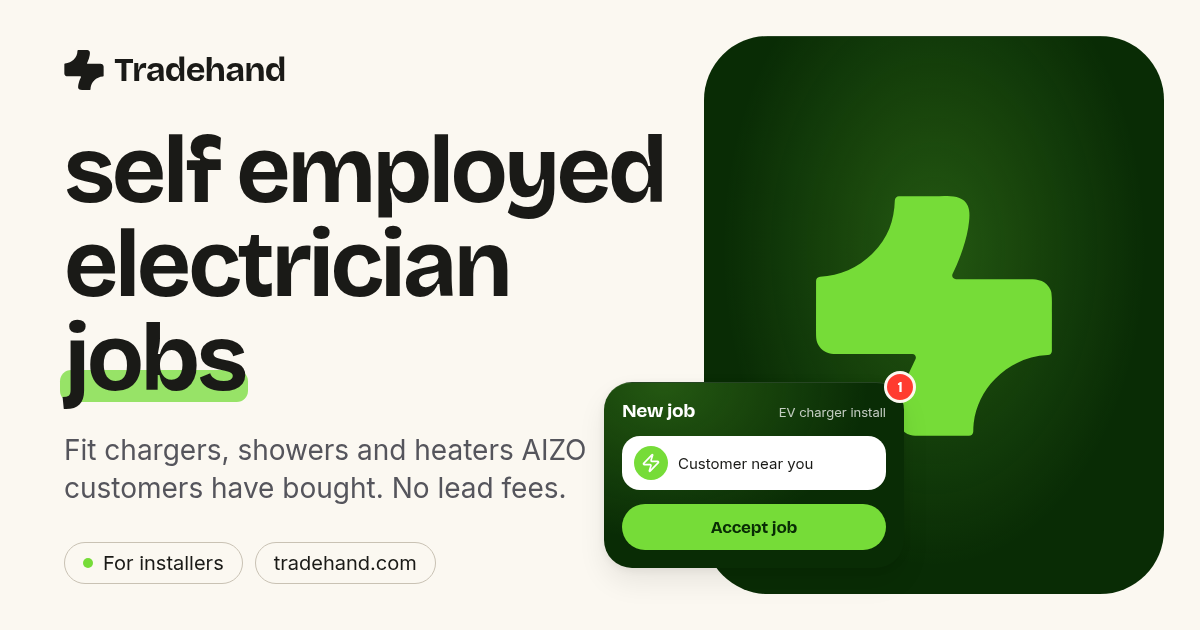 Tradehand
self employed
electrician
jobs
Fit chargers, showers and heaters AIZO
customers have bought. No lead fees.
For installers
tradehand.com
1
New job
EV charger install
Customer near you
Accept job